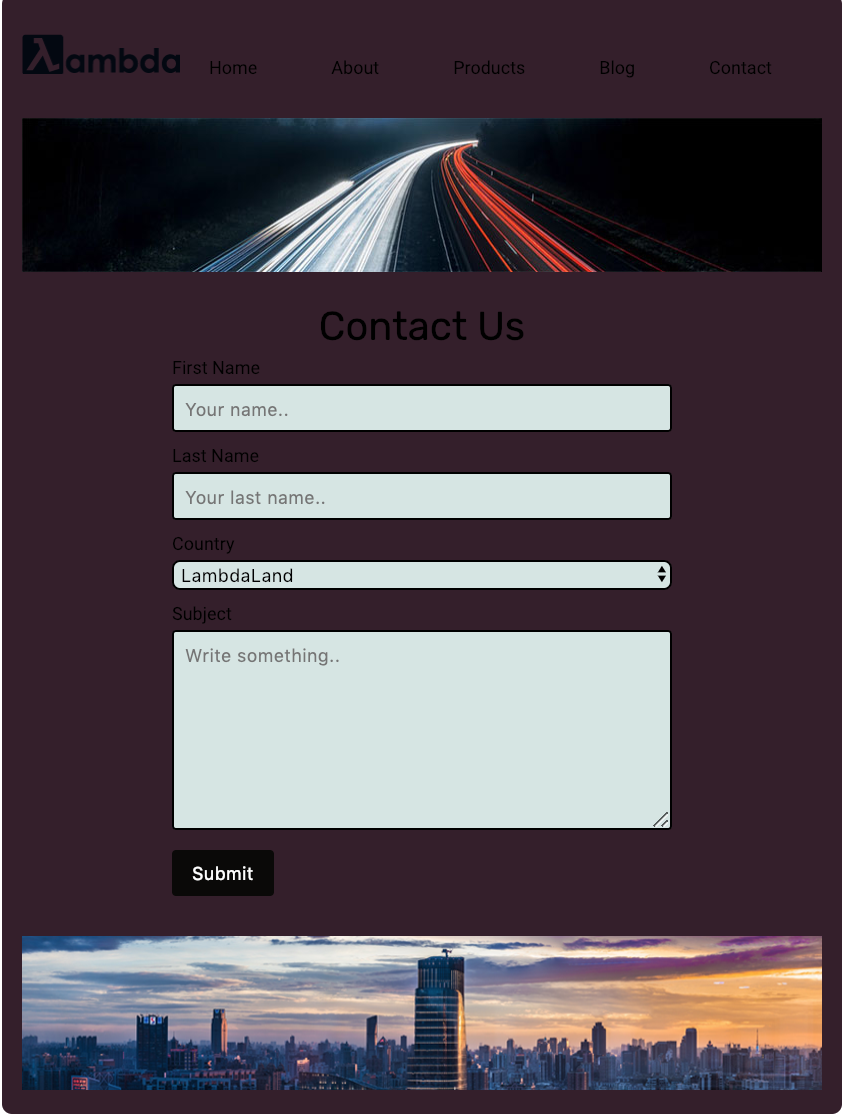 λambda
Home About Products Blog Contact
Contact Us
First Name
Your name..
Last Name
Your last name..
Country
LambdaLand
Subject
Write something..
Submit